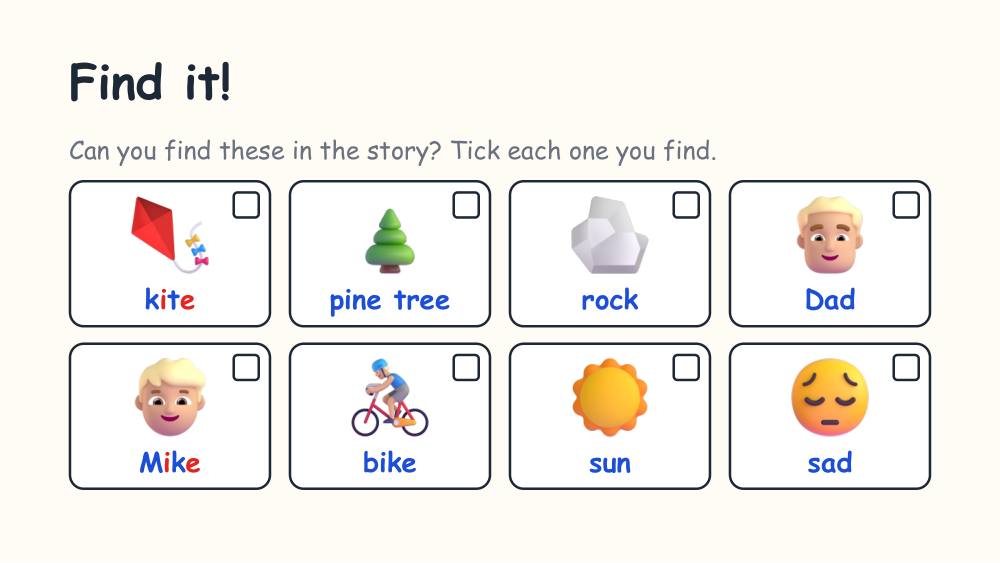 Find it!
Can you find these in the story? Tick each one you find.
kite
pine tree
rock
Dad
Mike
bike
sun
sad